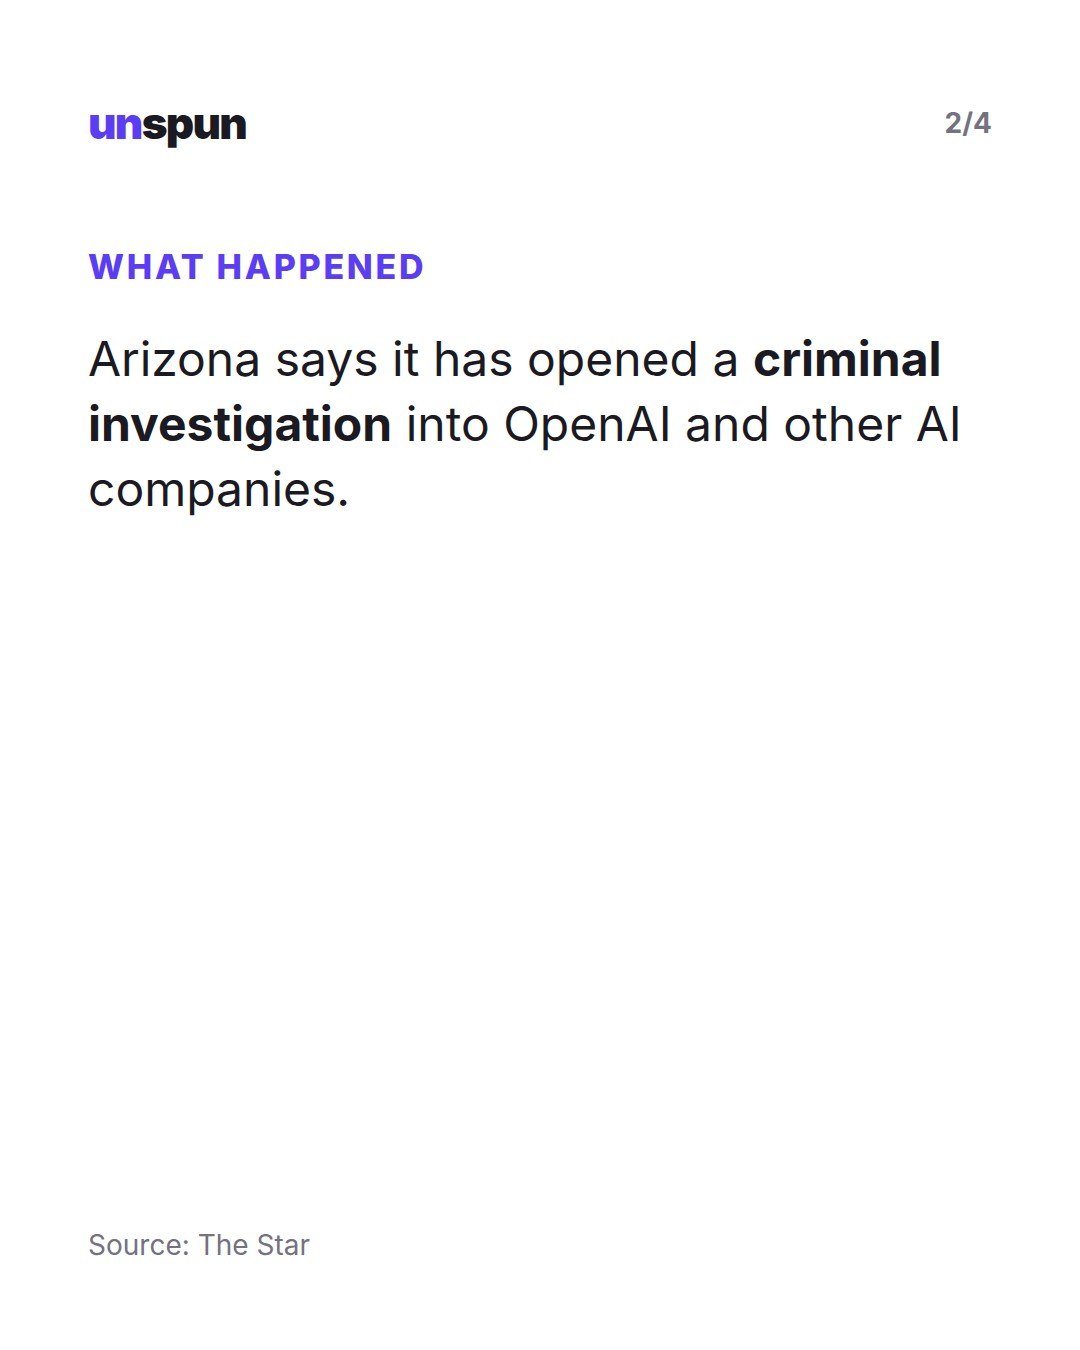 unspun
2/4
WHAT HAPPENED
Arizona says it has opened a criminal
investigation into OpenAI and other AI
companies.
Source: The Star